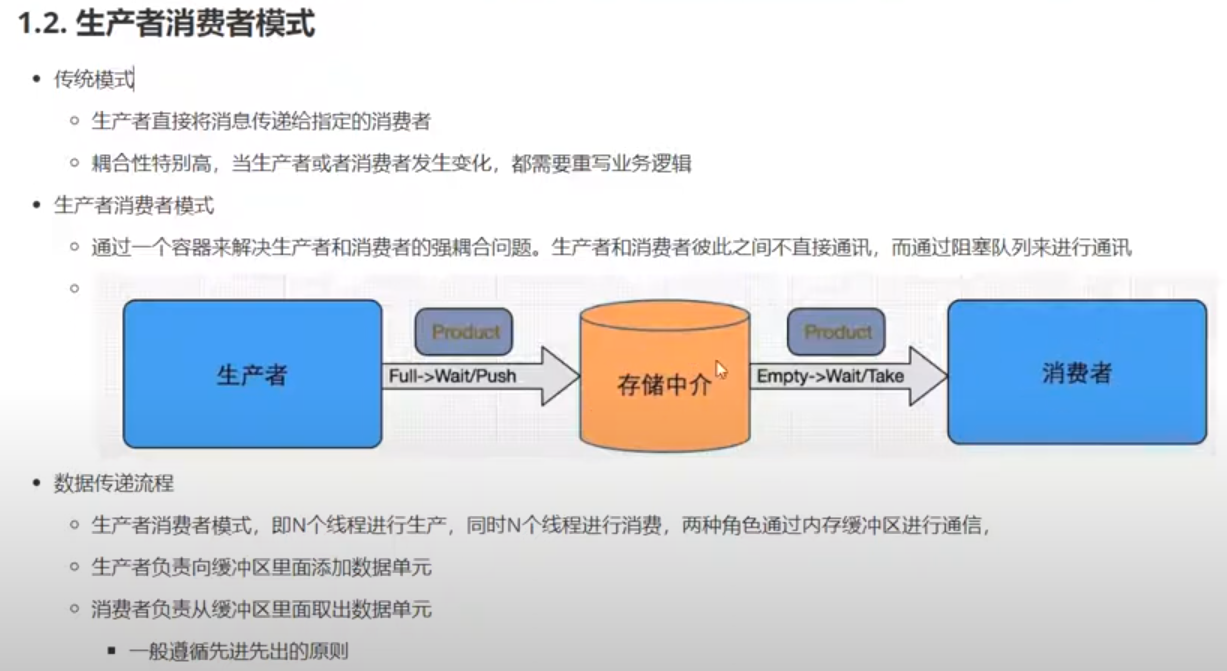 1.2. 生产者消费者模式
传统模式
生产者直接将消息传递给指定的消费者
耦合性特别高，当生产者或者消费者发生变化，都需要重写业务逻辑
生产者消费者模式
通过一个容器来解决生产者和消费者的强耦合问题。生产者和消费者彼此之间不直接通讯，而通过阻塞队列来进行通讯
生产者
Product
Full->Wait/Push
存储中介
Product
Empty->Wait/Take
消费者
数据传递流程
生产者消费者模式，即N个线程进行生产，同时N个线程进行消费，两种角色通过内存缓冲区进行通信，
生产者负责向缓冲区里面添加数据单元
消费者负责从缓冲区里面取出数据单元
一般遵循先进先出的原则